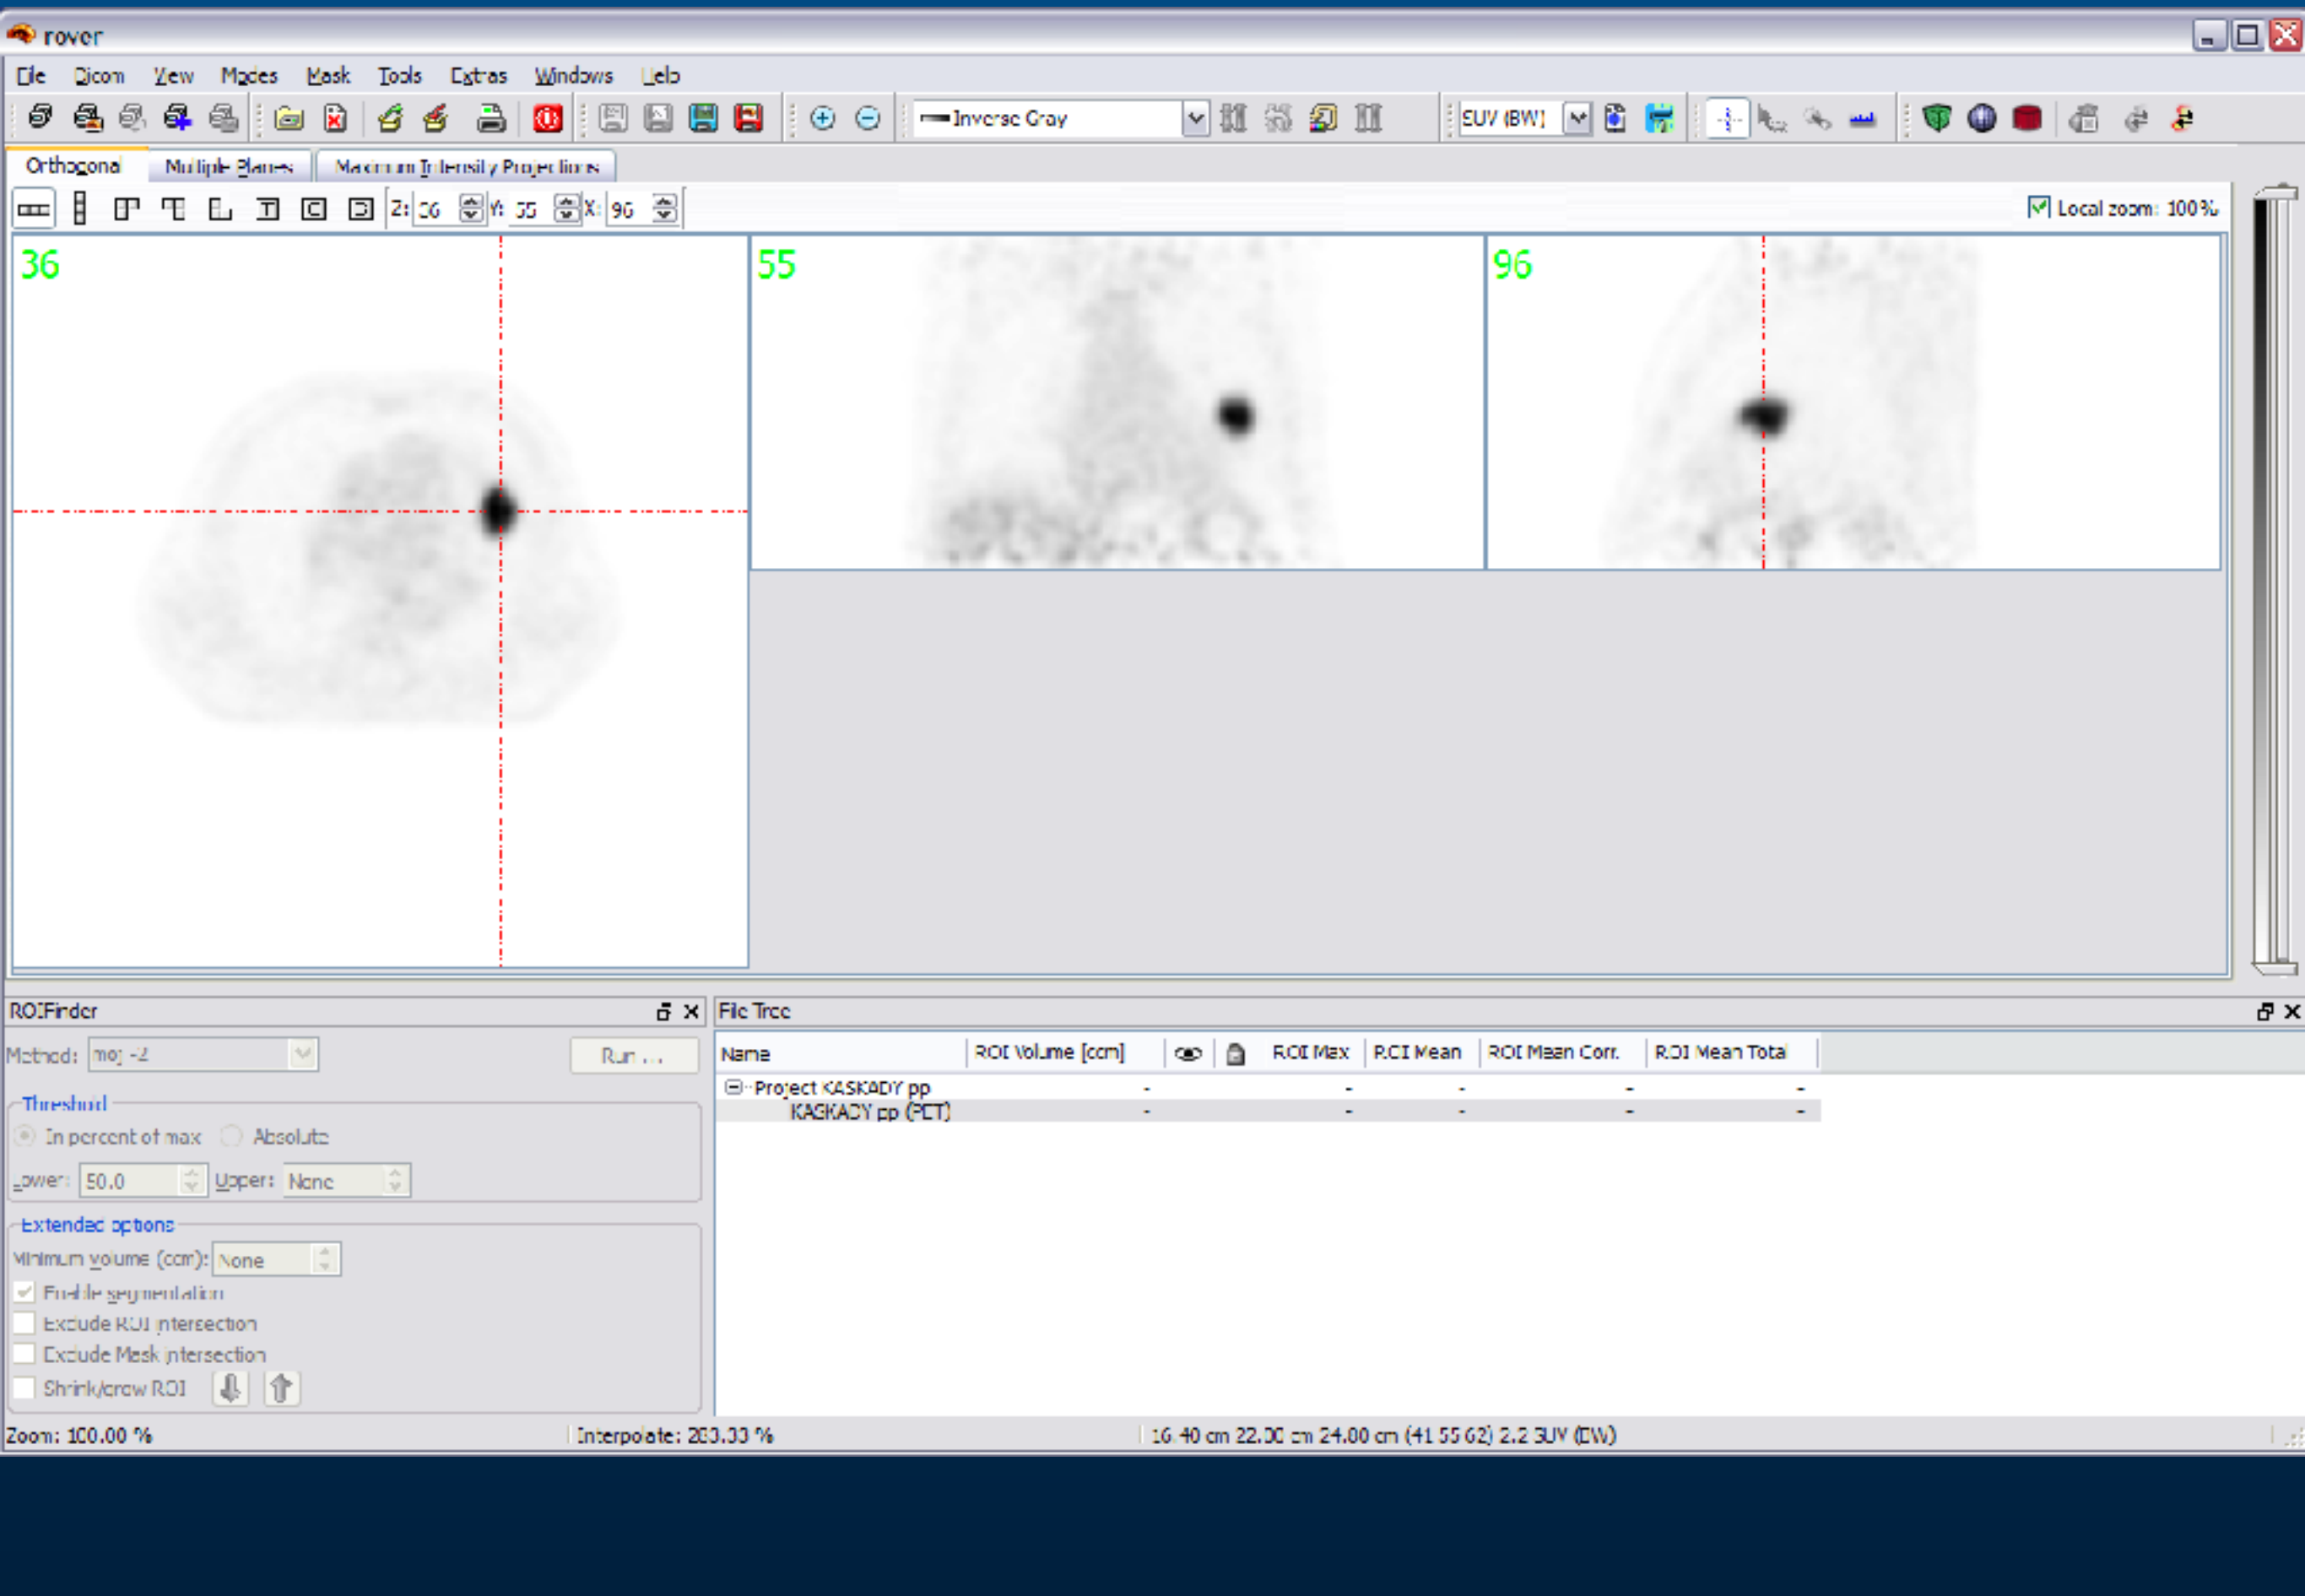 rover
File Dicom View Modes Mask Tools Extras Windows Help
Inverse Gray SUV (BW)
Orthogonal Multiple Planes Maximum Intensity Projections
Z: 36 Y: 55 X: 96 Local zoom: 100%
36 55 96
ROIFinder
Method: moj -2 Run ...
Threshold
In percent of max Absolute
Lower: 50.0 Upper: None
Extended options
Minimum volume (ccm): None
Enable segmentation
Exclude ROI intersection
Exclude Mask intersection
Shrink/grow ROI
File Tree
Name ROI Volume [ccm] ROI Max ROI Mean ROI Mean Corr. ROI Mean Total
Project KASKADY pp - - - - -
KASKADY pp (PET) - - - - -
Zoom: 100.00 % Interpolate: 283.33 % 16.40 cm 22.00 cm 24.80 cm (41 55 62) 2.2 SUV (BW)